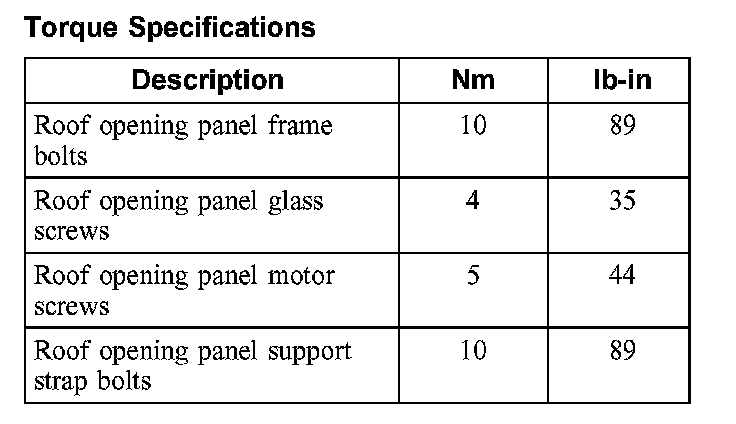 Torque Specifications
Description Nm lb-in
Roof opening panel frame 10 89
bolts
Roof opening panel glass 4 35
screws
Roof opening panel motor 5 44
screws
Roof opening panel support 10 89
strap bolts